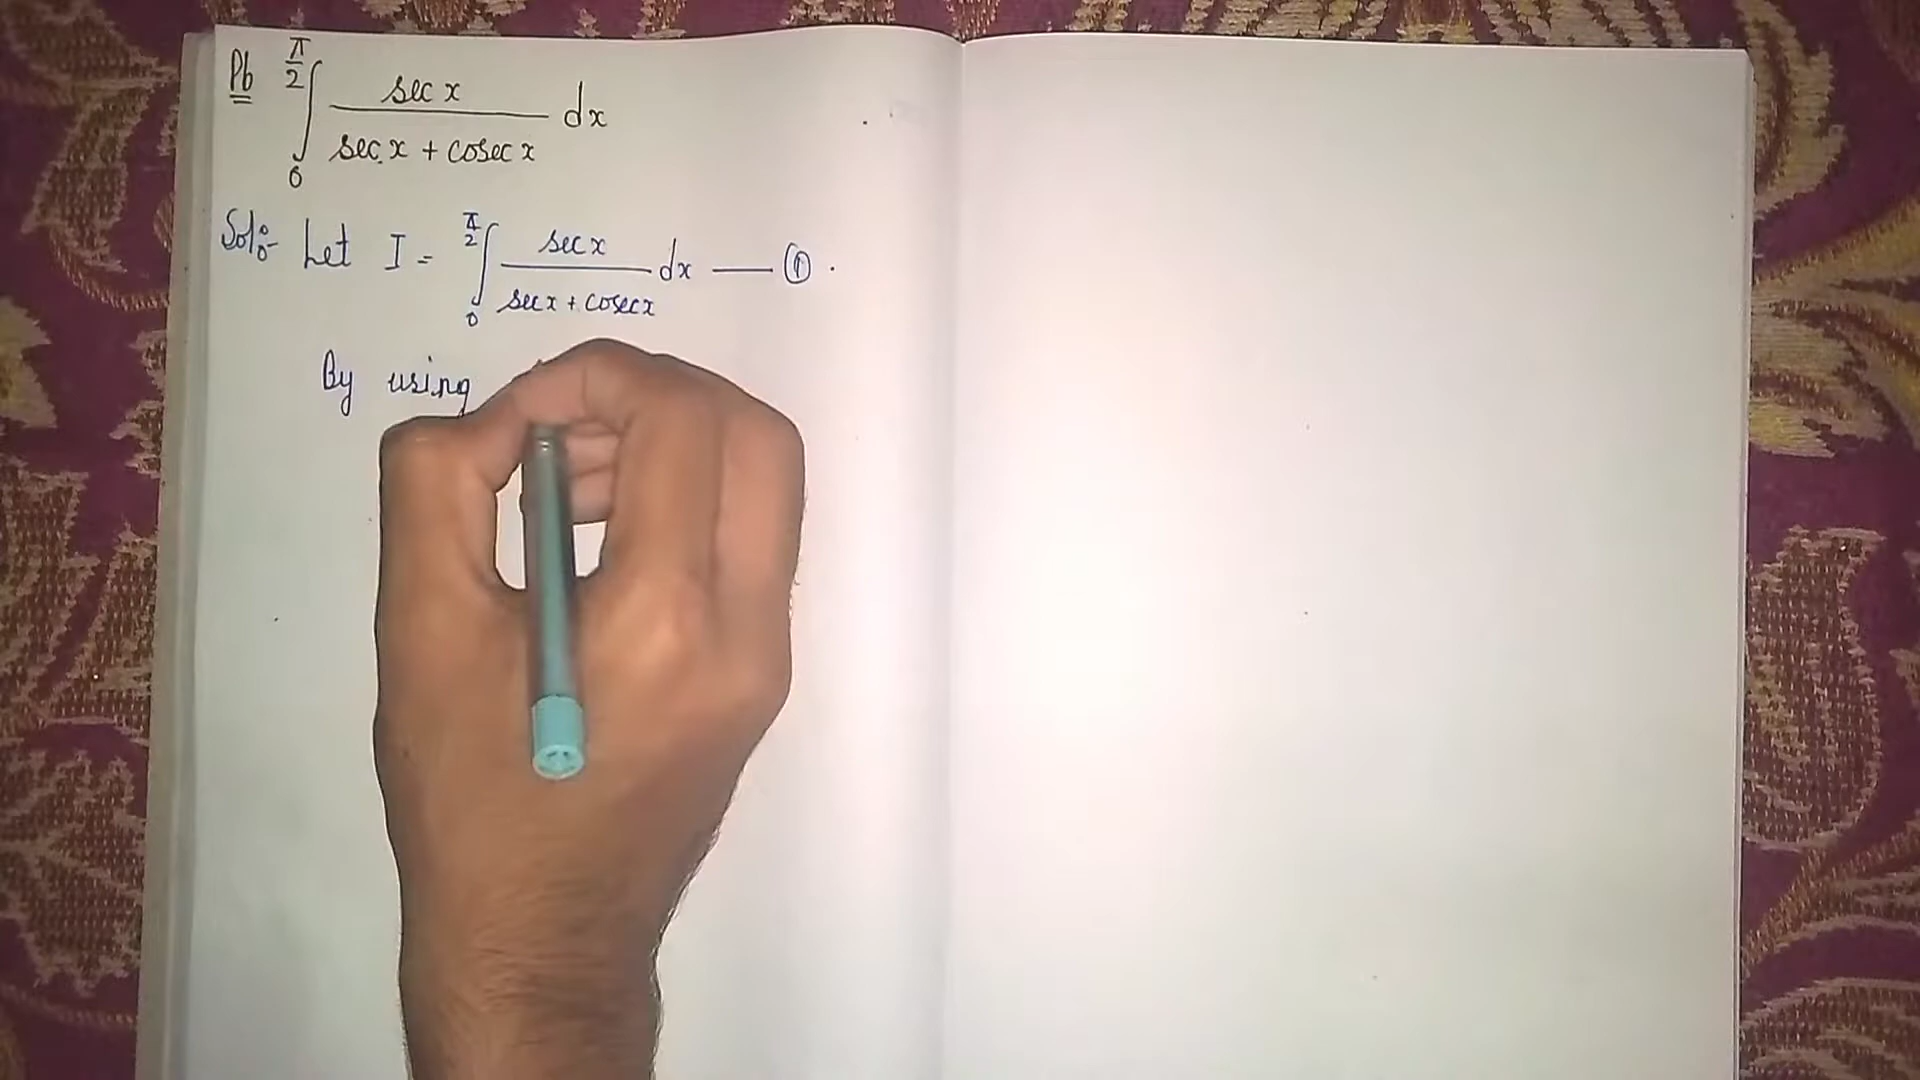 Pb ∫₀^{π/2} sec x / (sec x + cosec x) dx
Sol:- Let I = ∫₀^{π/2} sec x / (sec x + cosec x) dx —— ①.
By using